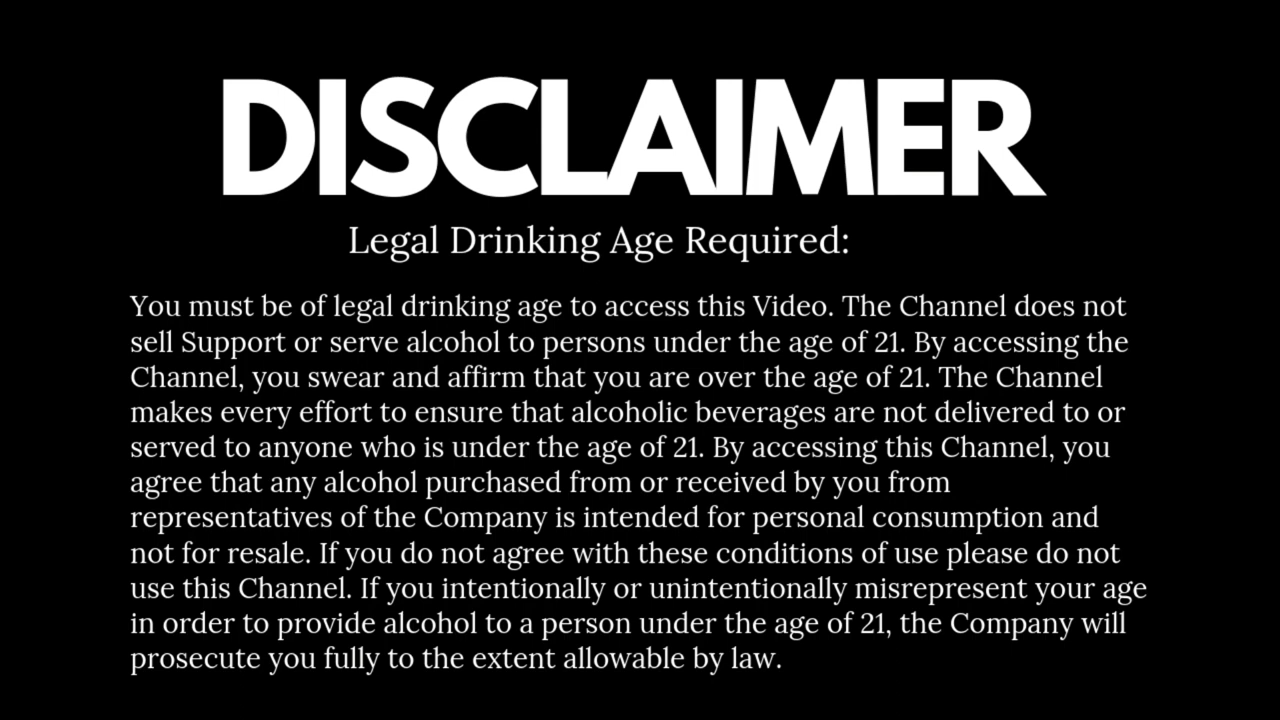 DISCLAIMER
Legal Drinking Age Required:
You must be of legal drinking age to access this Video. The Channel does not
sell Support or serve alcohol to persons under the age of 21. By accessing the
Channel, you swear and affirm that you are over the age of 21. The Channel
makes every effort to ensure that alcoholic beverages are not delivered to or
served to anyone who is under the age of 21. By accessing this Channel, you
agree that any alcohol purchased from or received by you from
representatives of the Company is intended for personal consumption and
not for resale. If you do not agree with these conditions of use please do not
use this Channel. If you intentionally or unintentionally misrepresent your age
in order to provide alcohol to a person under the age of 21, the Company will
prosecute you fully to the extent allowable by law.